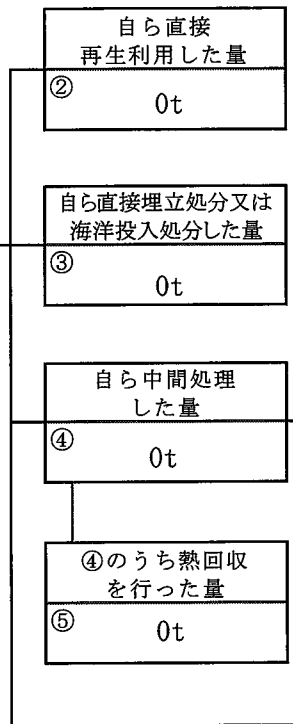 自ら直接
再生利用した量
②
0t
自ら直接埋立処分又は
海洋投入処分した量
③
0t
自ら中間処理
した量
④
0t
④のうち熱回収
を行った量
⑤
0t